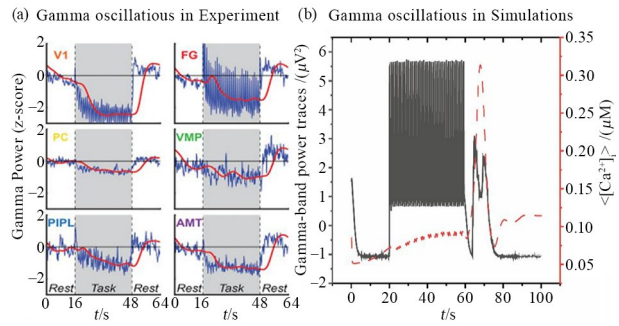 (a) Gamma oscillatious in Experiment
(b) Gamma oscillatious in Simulations
Gamma Power (z-score)
2
0
−2
V1
FG
2
0
−2
PC
VMP
2
0
−2
PIPL
AMT
Rest Task Rest
Rest Task Rest
0 16 48 64
0 16 48 64
t/s
t/s
Gamma-band power traces /(μV²)
6
5
4
3
2
1
0
−1
−2
0 20 40 60 80 100
t/s
0.35
0.30
0.25
0.20
0.15
0.10
0.05
<[Ca²⁺]i> /(μM)